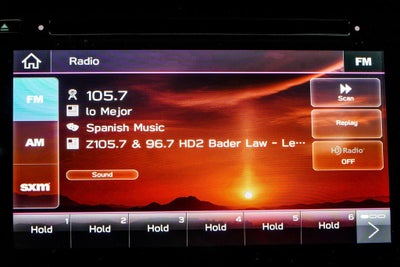 Radio
FM
FM
AM
sxm
105.7
lo Mejor
Spanish Music
Z105.7 & 96.7 HD2 Bader Law - Le···
Sound
Scan
Replay
HD Radio™
OFF
1 Hold
2 Hold
3 Hold
4 Hold
5 Hold
6 Hold